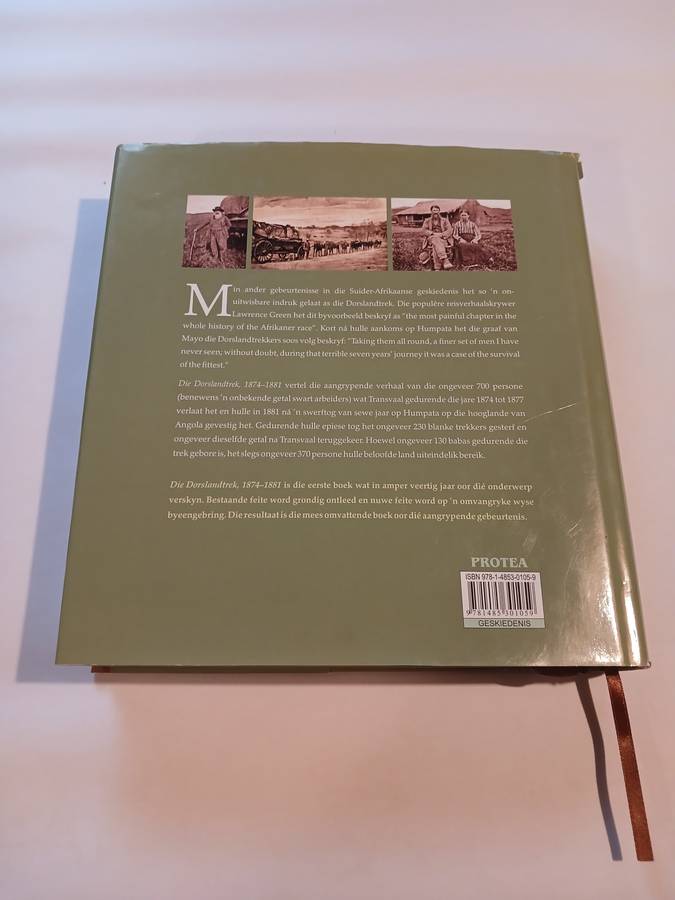 Min ander gebeurtenisse in die Suider-Afrikaanse geskiedenis het so 'n on-
uitwisbare indruk gelaat as die Dorslandtrek. Die populêre reisverhaalskrywer
Lawrence Green het dit byvoorbeeld beskryf as "the most painful chapter in the
whole history of the Afrikaner race". Kort ná hulle aankoms op Humpata het die graaf van
Mayo die Dorslandtrekkers soos volg beskryf: "Taking them all round, a finer set of men I have
never seen; without doubt, during that terrible seven years' journey it was a case of the survival
of the fittest."
Die Dorslandtrek, 1874–1881 vertel die aangrypende verhaal van die ongeveer 700 persone
(benewens 'n onbekende getal swart arbeiders) wat Transvaal gedurende die jare 1874 tot 1877
verlaat het en hulle in 1881 ná 'n swerftog van sewe jaar op Humpata op die hooglande van
Angola gevestig het. Gedurende hulle epiese tog het ongeveer 230 blanke trekkers gesterf en
ongeveer dieselfde getal na Transvaal teruggekeer. Hoewel ongeveer 130 babas gedurende die
trek gebore is, het slegs ongeveer 370 persone hulle beloofde land uiteindelik bereik.
Die Dorslandtrek, 1874–1881 is die eerste boek wat in amper veertig jaar oor dié onderwerp
verskyn. Bestaande feite word grondig ontleed en nuwe feite word op 'n omvangryke wyse
byeengebring. Die resultaat is die mees omvattende boek oor dié aangrypende gebeurtenis.
PROTEA
ISBN 978-1-4853-0105-9
9 781485 301059
GESKIEDENIS